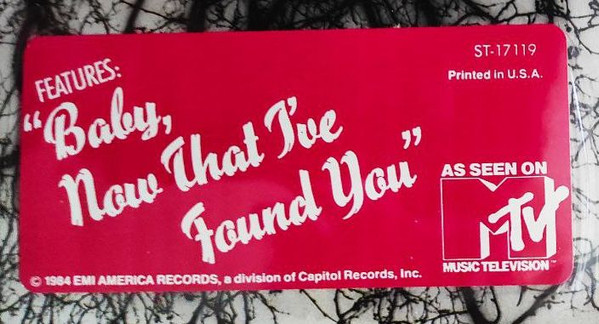 ST-17119
Printed in U.S.A.
FEATURES:
“Baby,
Now That I've
Found You”
AS SEEN ON
MTV
MUSIC TELEVISION™
© 1984 EMI AMERICA RECORDS, a division of Capitol Records, Inc.